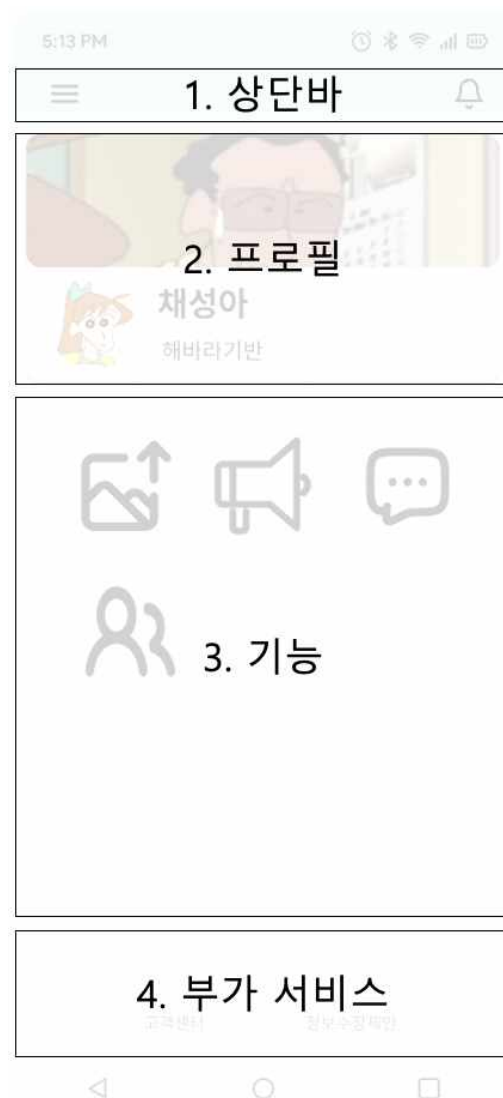 5:13 PM
1. 상단바
2. 프로필
채성아
해바라기반
3. 기능
4. 부가 서비스
고객센터 정보수정제안